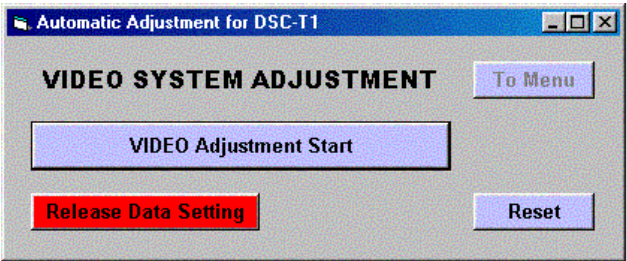 Automatic Adjustment for DSC-T1
VIDEO SYSTEM ADJUSTMENT
To Menu
VIDEO Adjustment Start
Release Data Setting
Reset